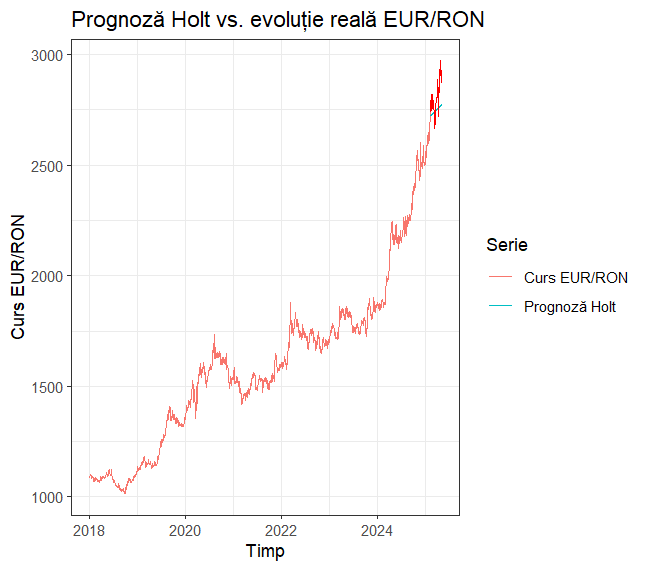 Prognoză Holt vs. evoluție reală EUR/RON
3000
2500
2000
1500
1000
Curs EUR/RON
2018
2020
2022
2024
Timp
Serie
Curs EUR/RON
Prognoză Holt